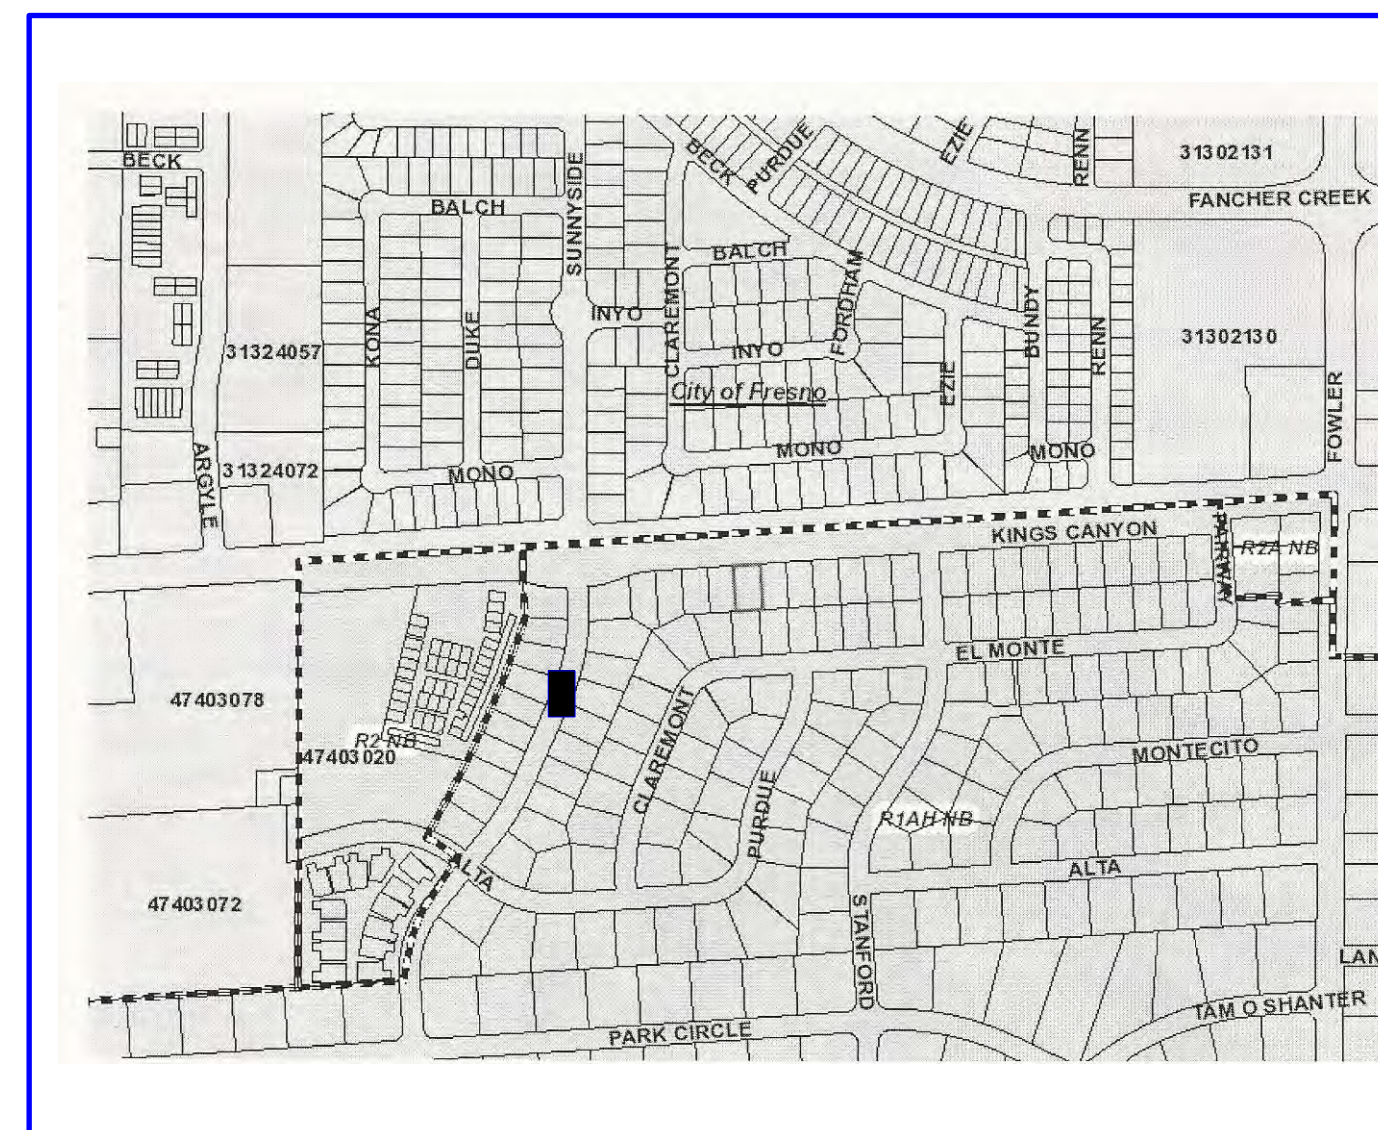 BECK
BALCH
SUNNYSIDE
BECK
PURDUE
EZIE
RENN
31302131
FANCHER CREEK
CLAREMONT
BALCH
FORDHAM
KONA
DUKE
INYO
INYO
BUNDY
RENN
31302130
31324057
City of Fresno
EZIE
FOWLER
ARGYLE
31324072
MONO
MONO
MONO
KINGS CANYON
PARKWAY
R2A NB
EL MONTE
47403078
CLAREMONT
R2 NB
47403020
MONTECITO
PURDUE
R1AH NB
ALTA
ALTA
47403072
STANFORD
LAN
TAM O SHANTER
PARK CIRCLE